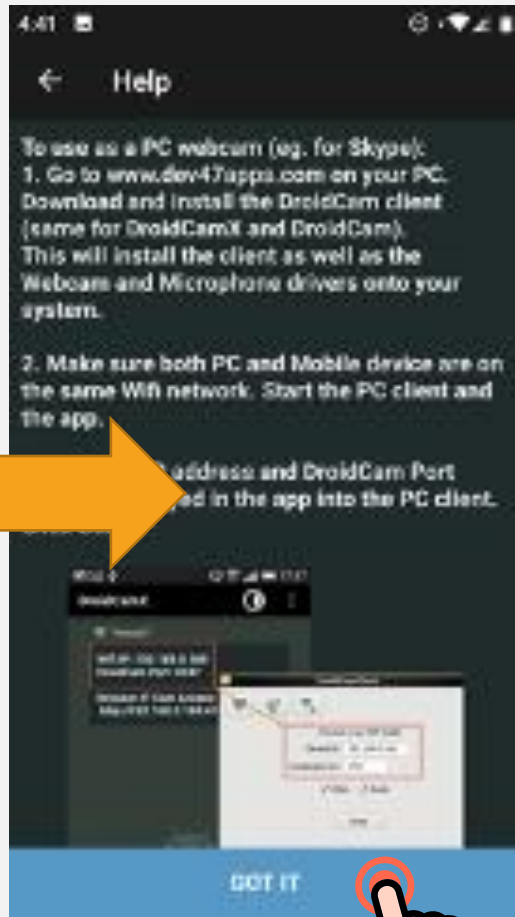 4:41
Help
To use as a PC webcam (eg. for Skype):
1. Go to www.dev47apps.com on your PC.
Download and Install the DroidCam client
(same for DroidCamX and DroidCam).
This will install the client as well as the
Webcam and Microphone drivers onto your
system.
2. Make sure both PC and Mobile device are on
the same Wifi network. Start the PC client and
the app.
address and DroidCam Port
in the app into the PC client.
DroidCamX
GOT IT